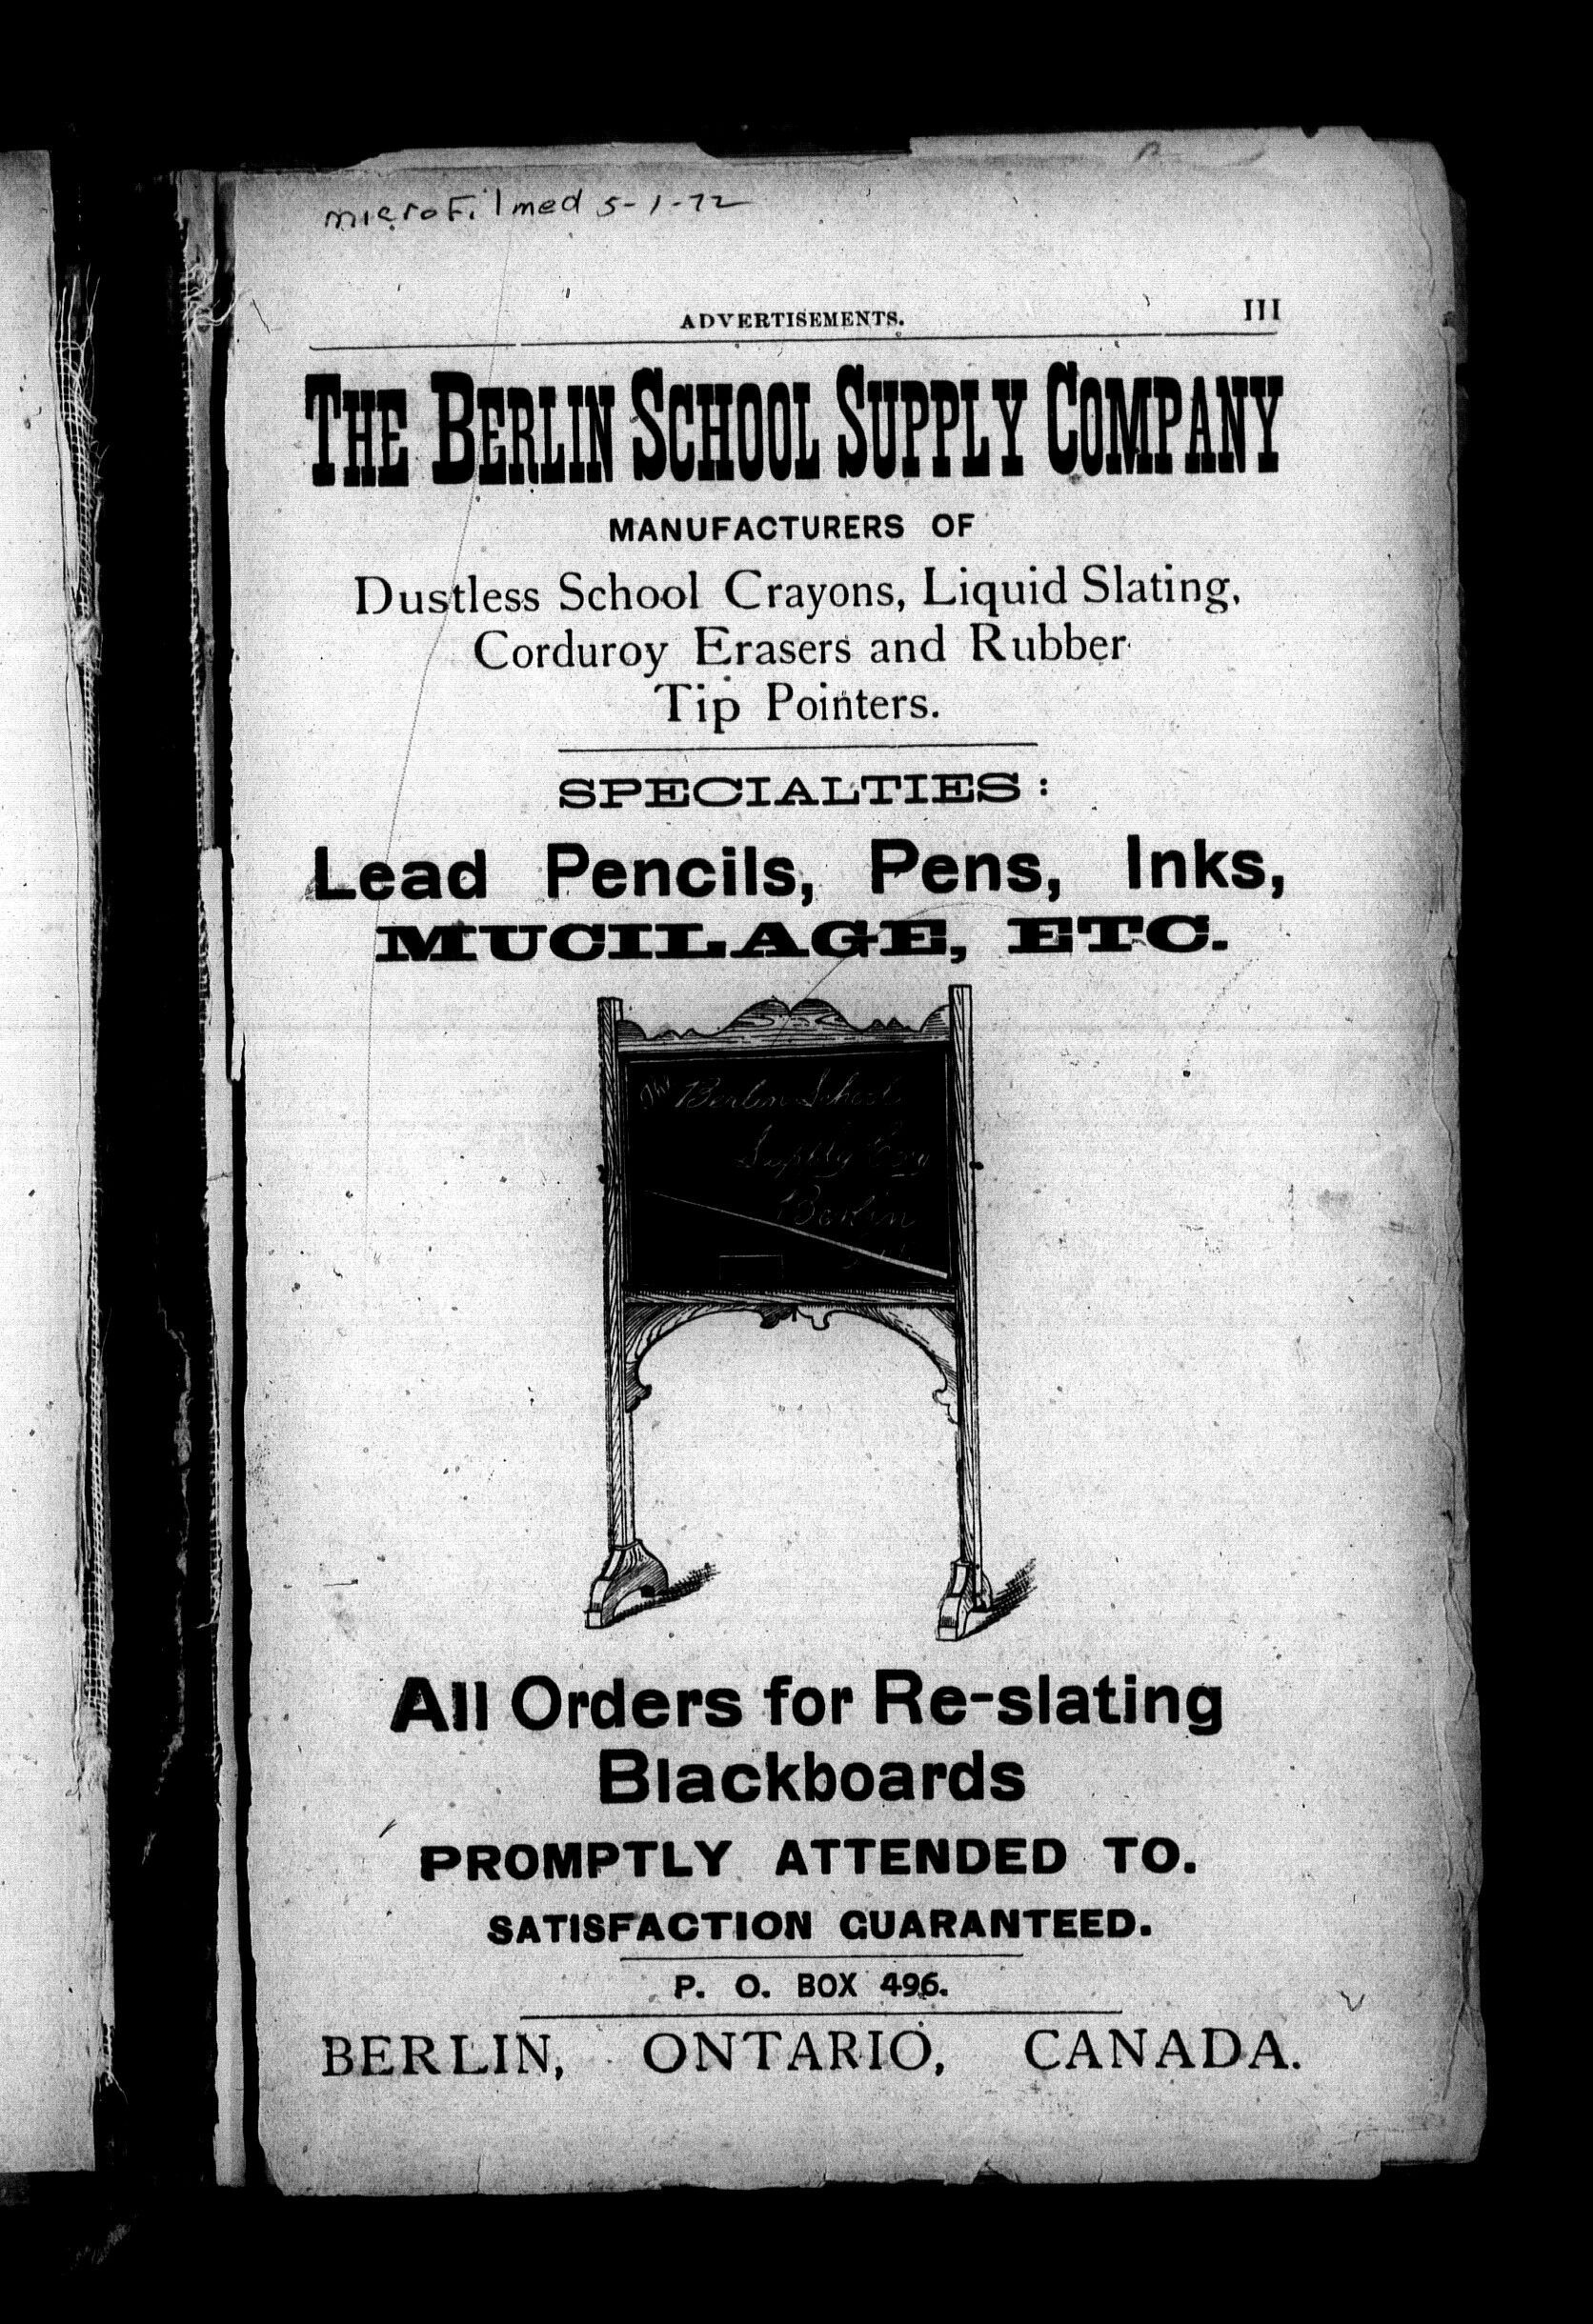 microFilmed 5-1-72
ADVERTISEMENTS. III
THE BERLIN SCHOOL SUPPLY COMPANY
MANUFACTURERS OF
Dustless School Crayons, Liquid Slating,
Corduroy Erasers and Rubber
Tip Pointers.
SPECIALTIES:
Lead Pencils, Pens, Inks,
MUCILAGE, ETC.
The Berlin School
Supply Coy
Berlin
All Orders for Re-slating
Blackboards
PROMPTLY ATTENDED TO.
SATISFACTION GUARANTEED.
P. O. BOX 496.
BERLIN, ONTARIO, CANADA.